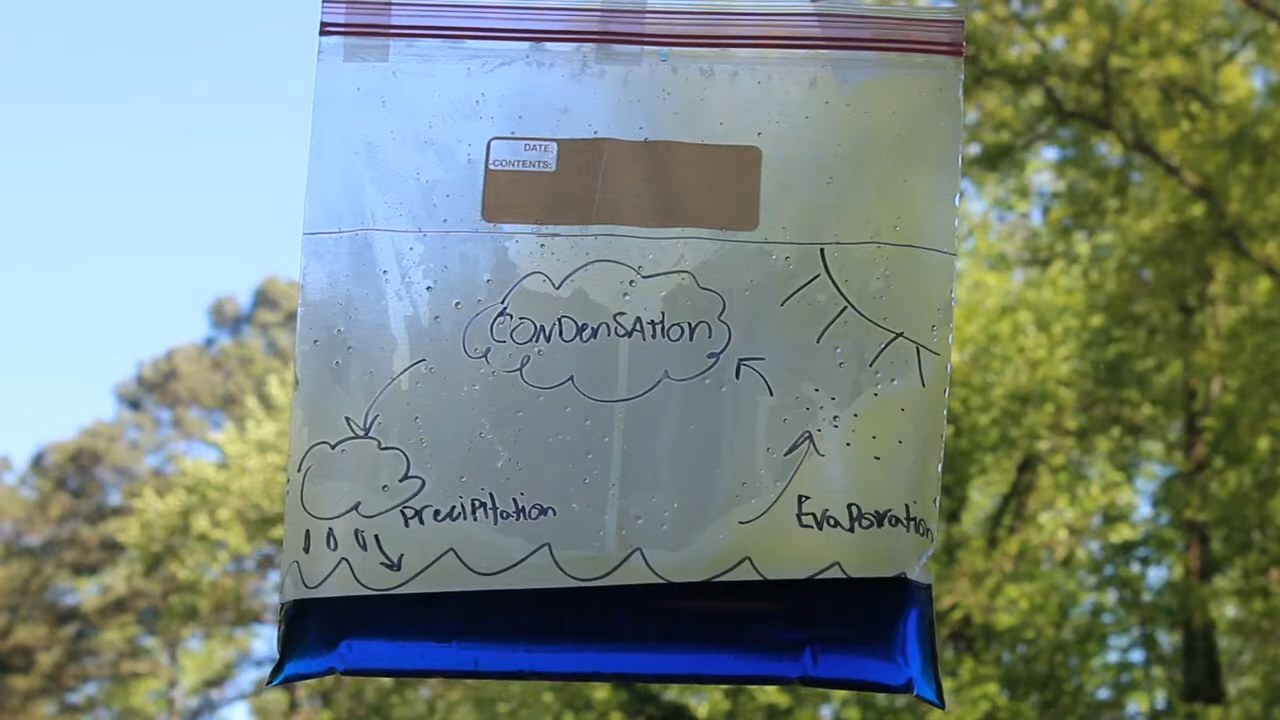 DATE:
CONTENTS:
CONDenSAtIon
PreciPitation
EvaPoration